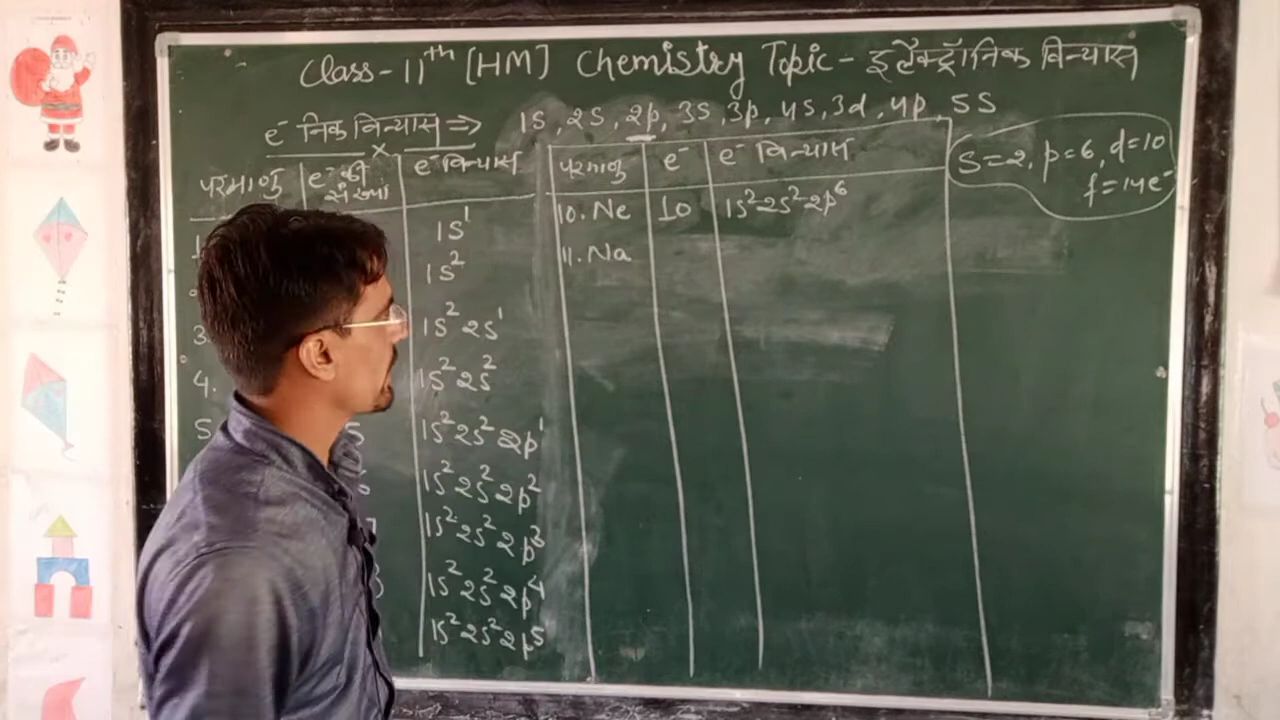 Class-11th [HM] Chemistry Topic - इलेक्ट्रॉनिक विन्यास
e- निक विन्यास => 1S, 2S, 2p, 3S, 3p, 4S, 3d, 4p, 5S
S=2, p=6, d=10
f=14e-
परमाणु e- की संख्या e- विन्यास
1S¹
1S²
3. 1S² 2S¹
4. 1S² 2S²
5. 5 1S² 2S² 2p¹
1S² 2S² 2p²
1S² 2S² 2p³
1S² 2S² 2p⁴
1S² 2S² 2p⁵
परमाणु e- e- विन्यास
10. Ne 10 1S² 2S² 2p⁶
11. Na